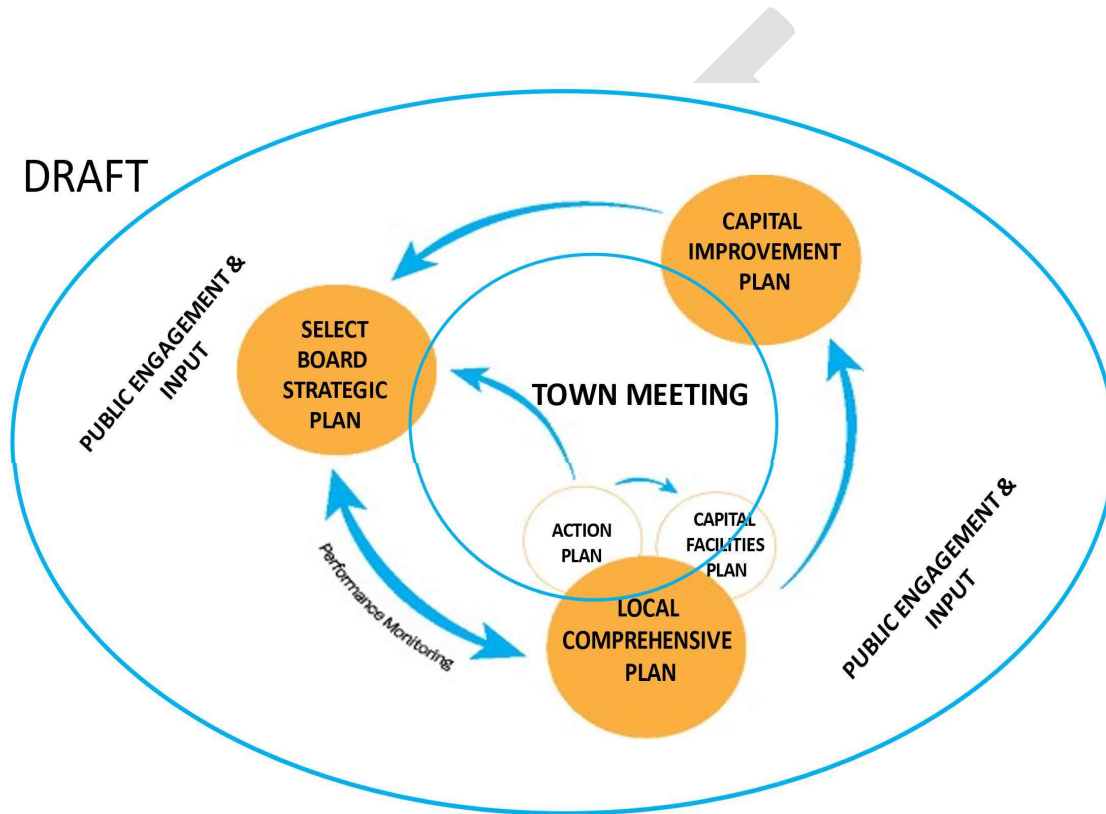 DRAFT
PUBLIC ENGAGEMENT &
INPUT
CAPITAL
IMPROVEMENT
PLAN
SELECT
BOARD
STRATEGIC
PLAN
TOWN MEETING
ACTION
PLAN
CAPITAL
FACILITIES
PLAN
LOCAL
COMPREHENSIVE
PLAN
Performance Monitoring
PUBLIC ENGAGEMENT &
INPUT